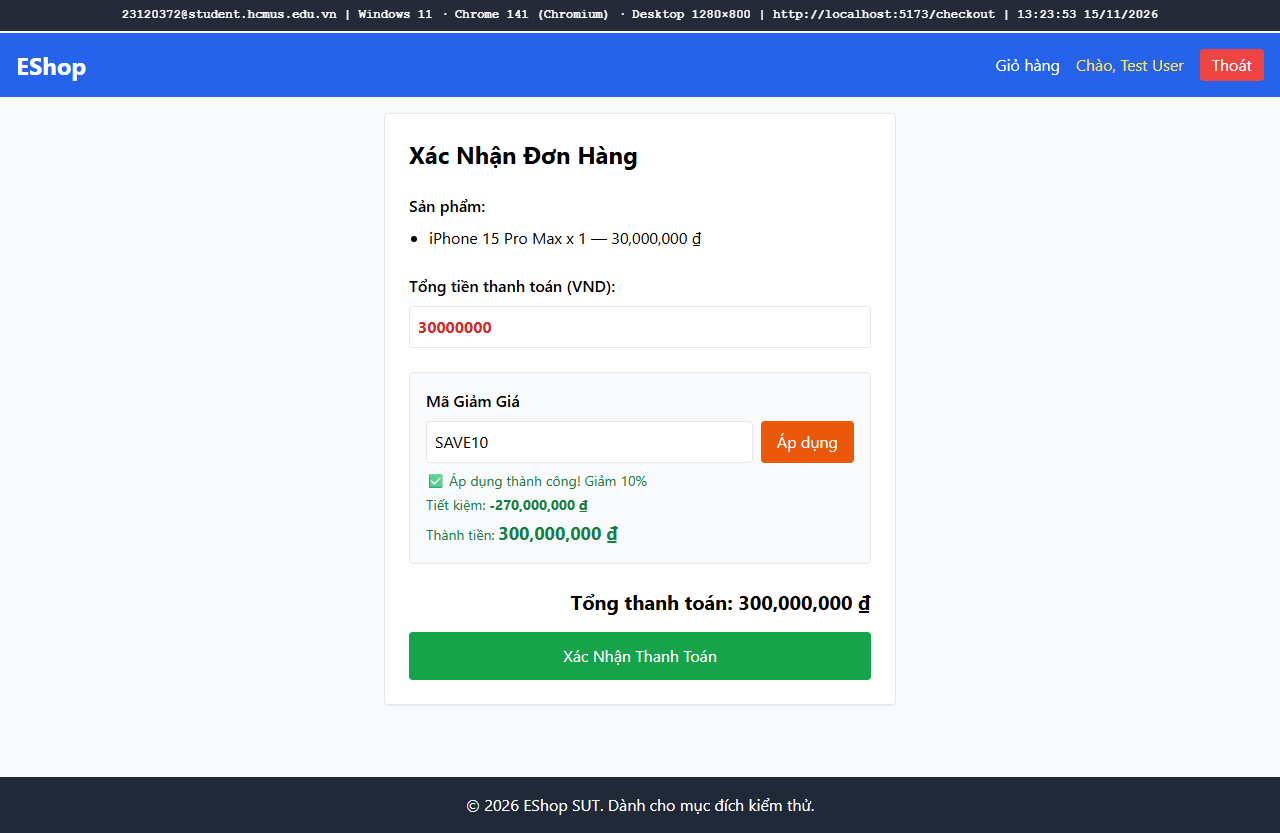 23120372@student.hcmus.edu.vn | Windows 11 · Chrome 141 (Chromium) · Desktop 1280×800 | http://localhost:5173/checkout | 13:23:53 15/11/2026
EShop
Giỏ hàng
Chào, Test User
Thoát
Xác Nhận Đơn Hàng
Sản phẩm:
• iPhone 15 Pro Max x 1 — 30,000,000 ₫
Tổng tiền thanh toán (VND):
30000000
Mã Giảm Giá
SAVE10
Áp dụng
✅ Áp dụng thành công! Giảm 10%
Tiết kiệm: -270,000,000 ₫
Thành tiền: 300,000,000 ₫
Tổng thanh toán: 300,000,000 ₫
Xác Nhận Thanh Toán
© 2026 EShop SUT. Dành cho mục đích kiểm thử.